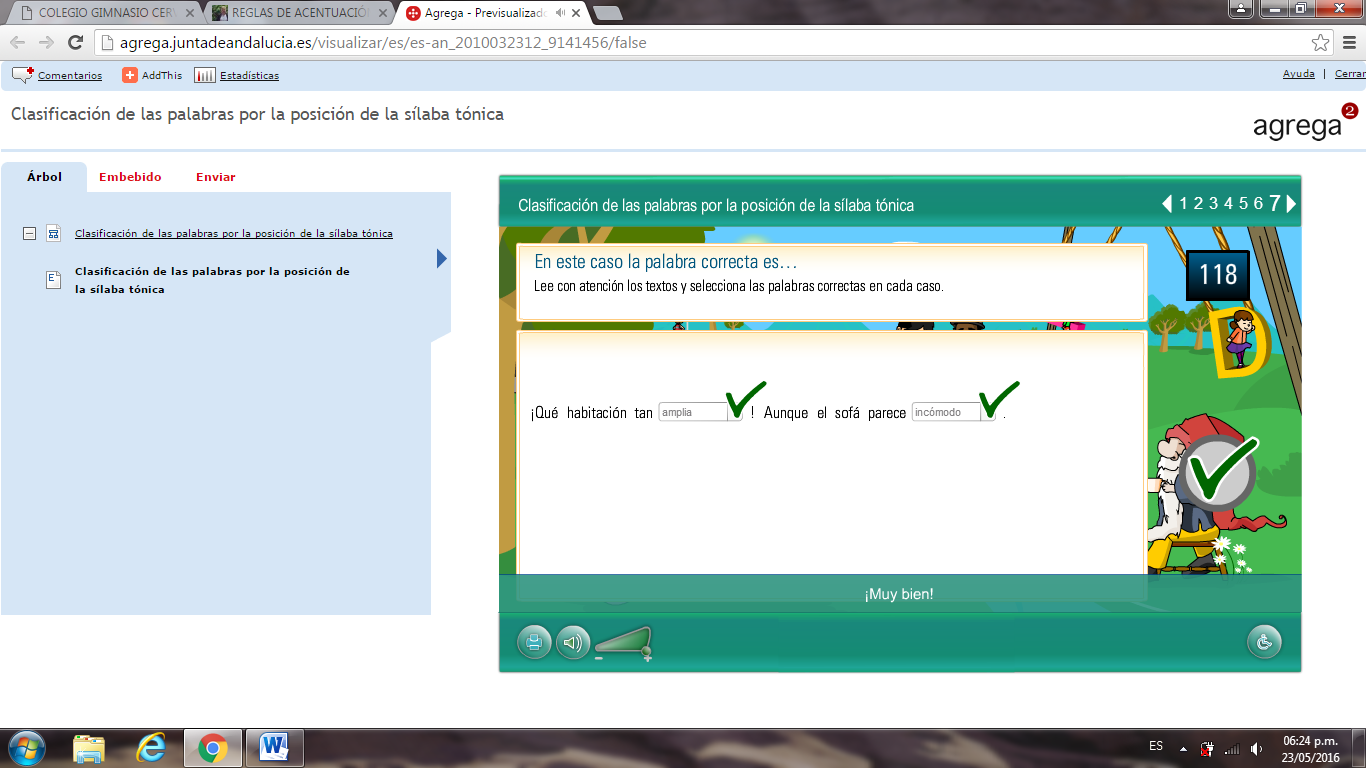 COLEGIO GIMNASIO CER
REGLAS DE ACENTUACIÓ
Agrega - Previsualizado
agrega.juntadeandalucia.es/visualizar/es/es-an_2010032312_9141456/false
Comentarios AddThis Estadísticas Ayuda | Cerrar
Clasificación de las palabras por la posición de la sílaba tónica
agrega 2
Árbol Embebido Enviar
Clasificación de las palabras por la posición de la sílaba tónica
Clasificación de las palabras por la posición de
la sílaba tónica
Clasificación de las palabras por la posición de la sílaba tónica 1 2 3 4 5 6 7
En este caso la palabra correcta es...
Lee con atención los textos y selecciona las palabras correctas en cada caso.
118
D
¡Qué habitación tan amplia ! Aunque el sofá parece incómodo .
¡Muy bien!
ES
06:24 p.m.
23/05/2016